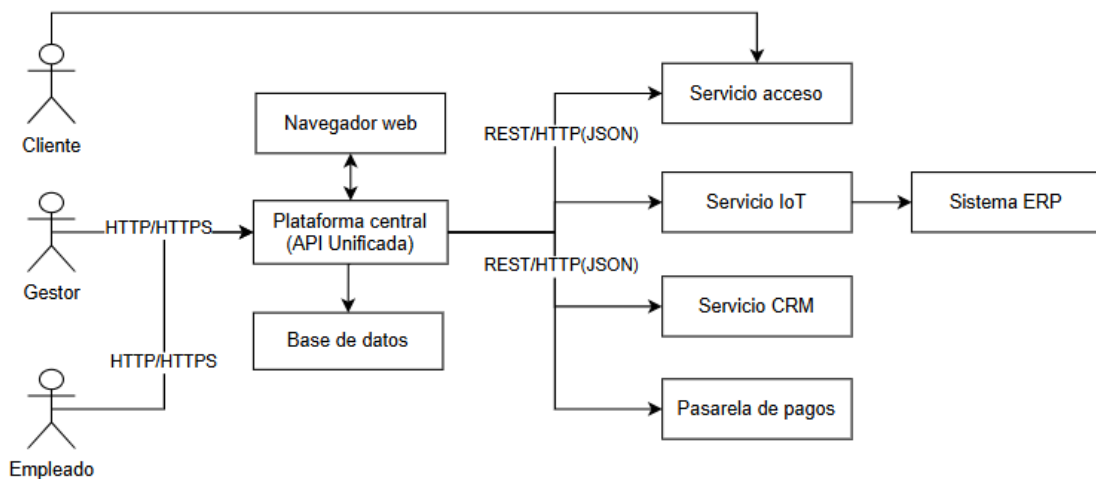 Cliente
Navegador web
Servicio acceso
REST/HTTP(JSON)
Gestor
HTTP/HTTPS
Plataforma central
(API Unificada)
Servicio IoT
Sistema ERP
REST/HTTP(JSON)
Base de datos
Servicio CRM
HTTP/HTTPS
Empleado
Pasarela de pagos